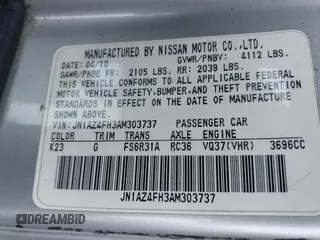 MANUFACTURED BY NISSAN MOTOR CO.,LTD.
DATE: 04/10 GVWR/PNBV: 4112 LBS.
GAWR/PNBE FR: 2105 LBS. RR: 2039 LBS.
THIS VEHICLE CONFORMS TO ALL APPLICABLE FEDERAL
MOTOR VEHICLE SAFETY,BUMPER,AND THEFT PREVENTION
STANDARDS IN EFFECT ON THE DATE OF MANUFACTURE
SHOWN ABOVE.
VIN: JN1AZ4FH3AM303737 PASSENGER CAR
COLOR TRIM TRANS AXLE ENGINE
K23 G FS6R31A RC36 VQ37(VHR) 3696CC
JN1AZ4FH3AM303737
DREAMBID